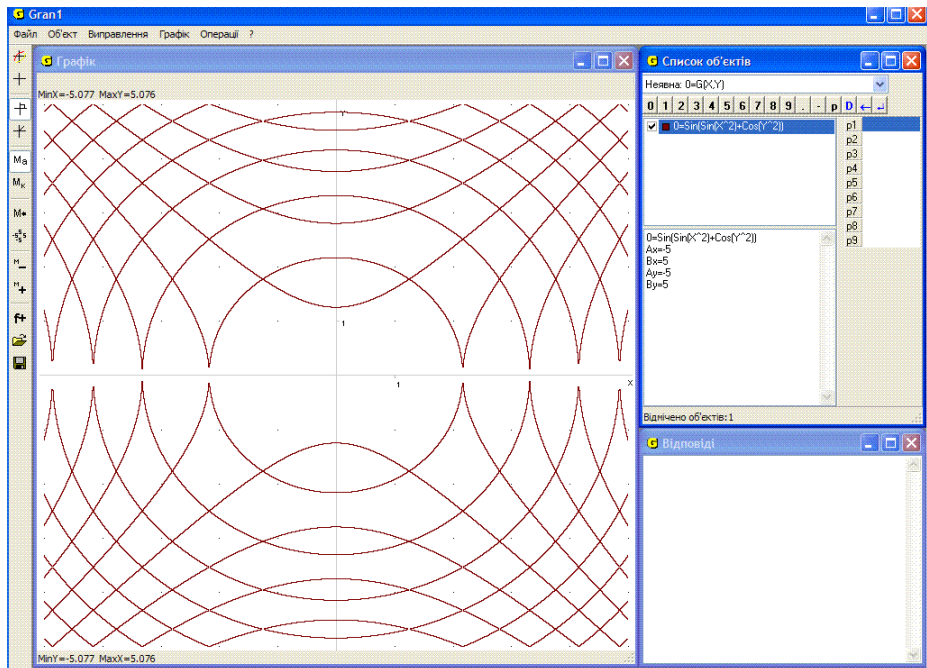 Gran1
Файл Об'єкт Виправлення Графік Операції ?
Графік
MinX=-5.077 MaxY=5.076
Y
1
1
X
MinY=-5.077 MaxX=5.076
Ma
Mк
M
M
M
f+
Список об'єктів
Неявна: 0=G(X,Y)
0 1 2 3 4 5 6 7 8 9 . - p D
0=Sin(Sin(X^2)+Cos(Y^2))
p1
p2
p3
p4
p5
p6
p7
p8
p9
0=Sin(Sin(X^2)+Cos(Y^2))
Ax=-5
Bx=5
Ay=-5
By=5
Відмічено об'єктів:1
Відповіді